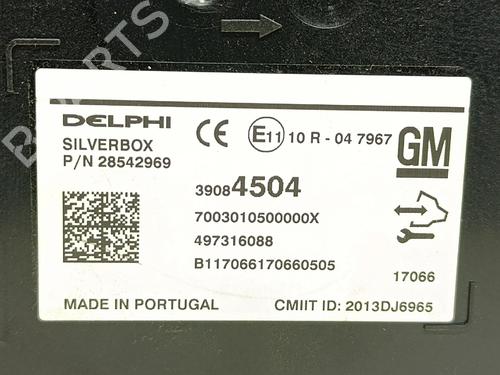 B-PARTS
DELPHI
SILVERBOX
P/N 28542969
CE E11 10 R - 04 7967
GM
39084504
7003010500000X
497316088
B117066170660505
17066
MADE IN PORTUGAL
CMIIT ID: 2013DJ6965